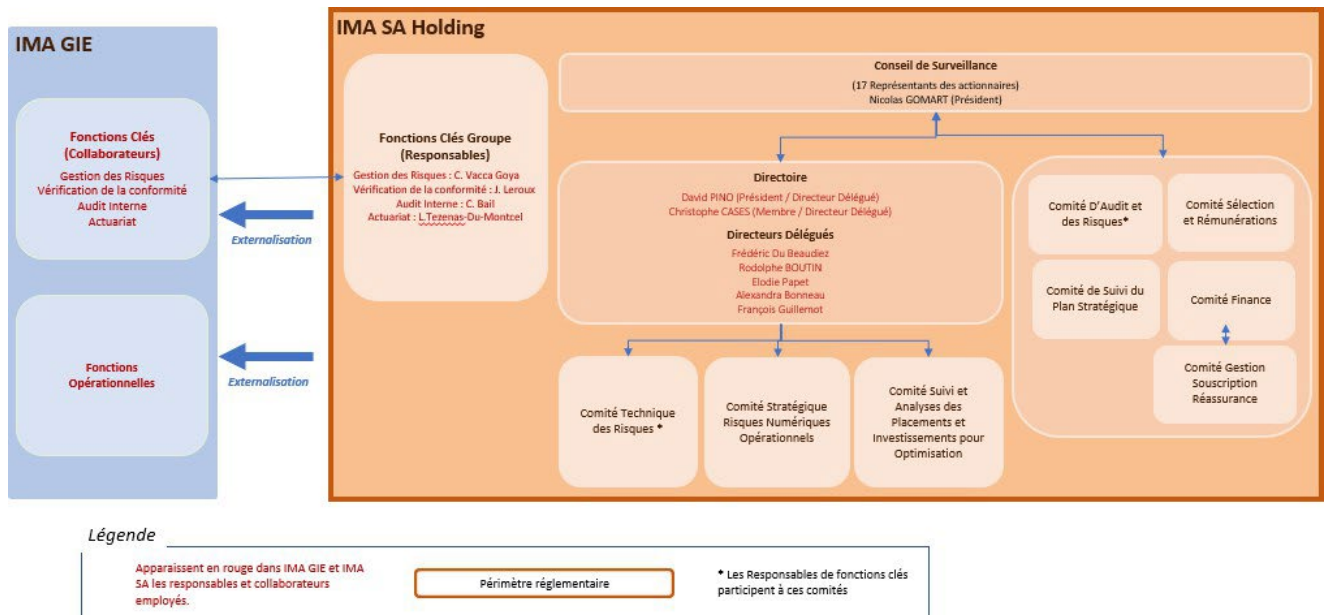 IMA GIE
Fonctions Clés
(Collaborateurs)
Gestion des Risques
Vérification de la conformité
Audit Interne
Actuariat
Externalisation
Fonctions
Opérationnelles
Externalisation
IMA SA Holding
Fonctions Clés Groupe
(Responsables)
Gestion des Risques : C. Vacca Goya
Vérification de la conformité : J. Leroux
Audit Interne : C. Bail
Actuariat : L.Tezenas-Du-Montcel
Conseil de Surveillance
(17 Représentants des actionnaires)
Nicolas GOMART (Président)
Directoire
David PINO (Président / Directeur Délégué)
Christophe CASES (Membre / Directeur Délégué)
Directeurs Délégués
Frédéric Du Beaudiez
Rodolphe BOUTIN
Elodie Papet
Alexandra Bonneau
François Guillemot
Comité D'Audit et
des Risques*
Comité Sélection
et Rémunérations
Comité de Suivi du
Plan Stratégique
Comité Finance
Comité Gestion
Souscription
Réassurance
Comité Technique
des Risques *
Comité Stratégique
Risques Numériques
Opérationnels
Comité Suivi et
Analyses des
Placements et
Investissements pour
Optimisation
Légende
Apparaissent en rouge dans IMA GIE et IMA
SA les responsables et collaborateurs
employés.
Périmètre réglementaire
* Les Responsables de fonctions clés
participent à ces comités